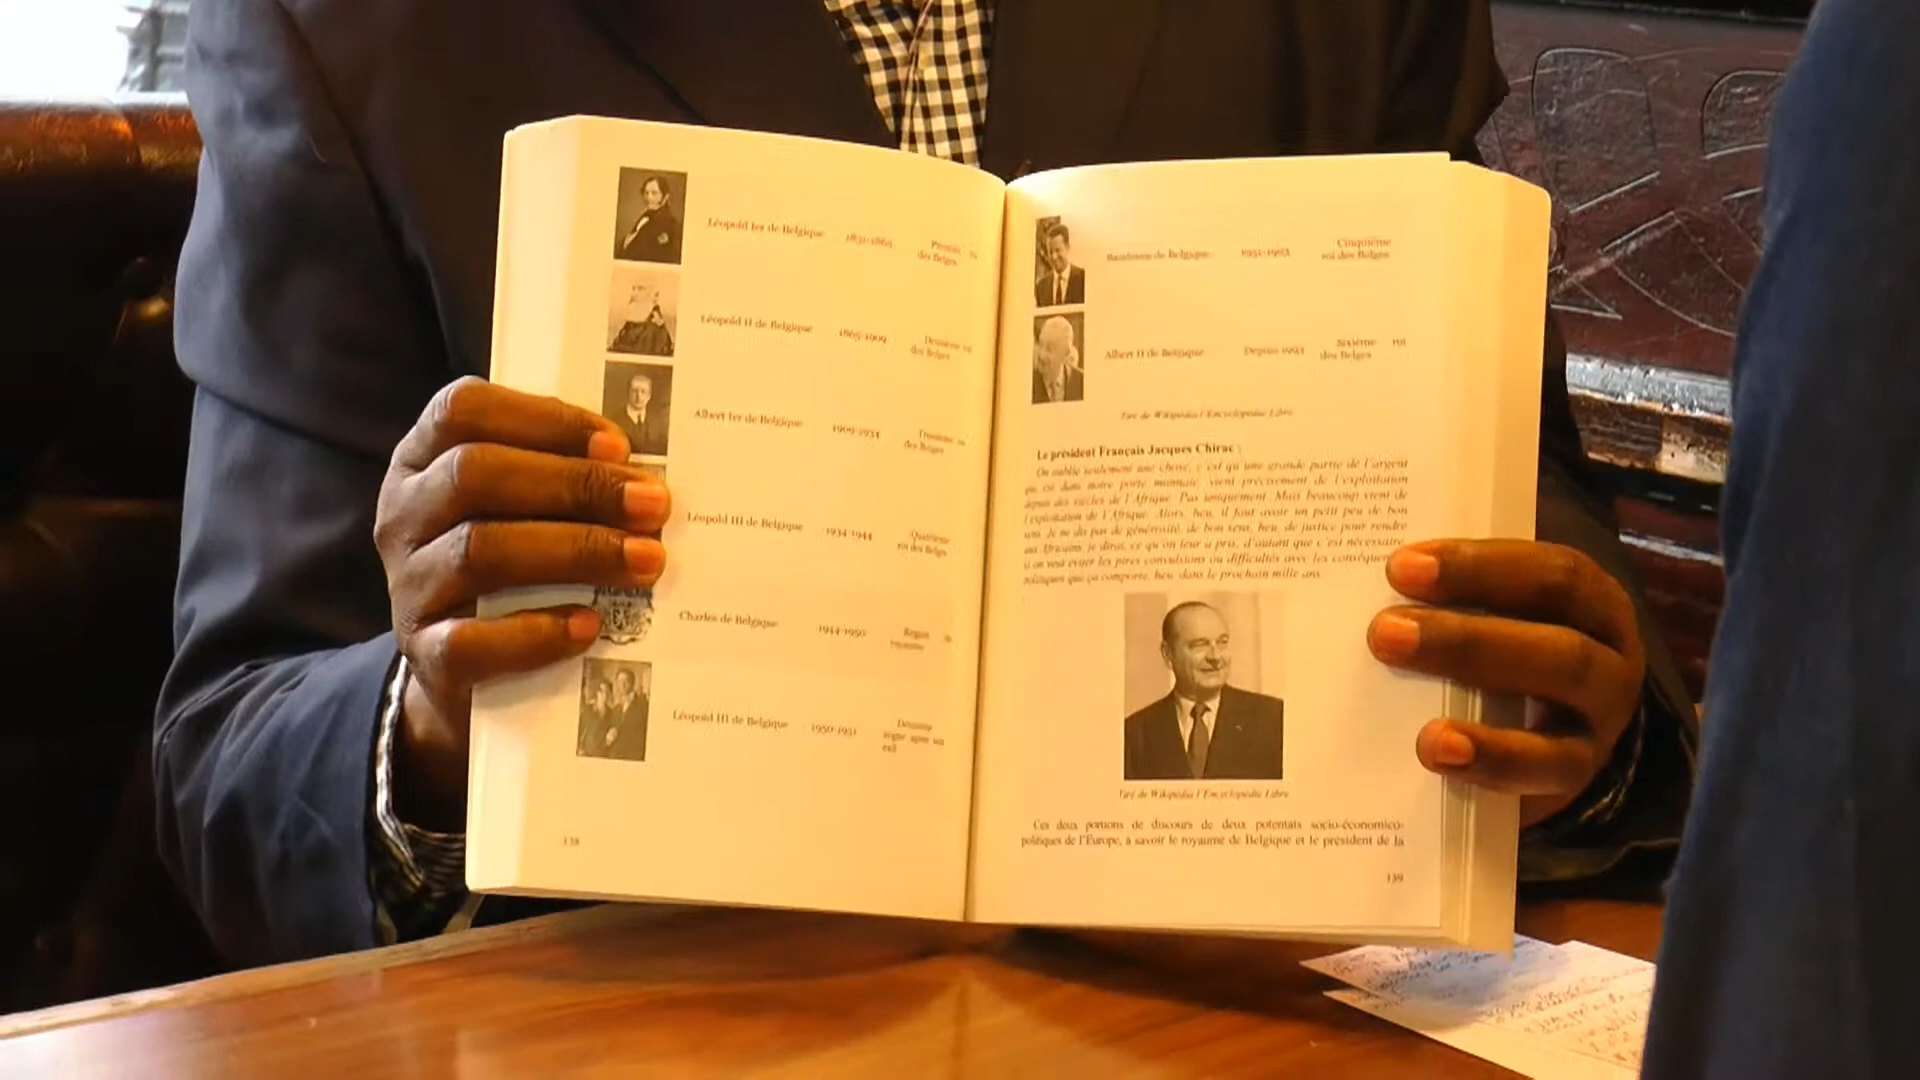 Léopold Ier de Belgique 1831-1865 Premier roi
des Belges
Léopold II de Belgique 1865-1909 Deuxième roi
des Belges
Albert Ier de Belgique 1909-1934 Troisième roi
des Belges
Léopold III de Belgique 1934-1944 Quatrième
roi des Belges
Charles de Belgique 1944-1950 Régent du
royaume
Léopold III de Belgique 1950-1951 Deuxième
règne après son
exil
138
Baudouin de Belgique 1951-1993 Cinquième
roi des Belges
Albert II de Belgique Depuis 1993 Sixième roi
des Belges
Tiré de Wikipédia l'Encyclopédie Libre
Le président Français Jacques Chirac :
On oublie seulement une chose, c'est qu'une grande partie de l'argent
qui est dans notre porte monnaie, vient précisément de l'exploitation
depuis des siècles de l'Afrique. Pas uniquement. Mais beaucoup vient de
l'exploitation de l'Afrique. Alors, heu, il faut avoir un petit peu de bon
sens. Je ne dis pas de générosité, de bon sens, heu, de justice pour rendre
aux Africains, je dirai, ce qu'on leur a pris, d'autant que c'est nécessaire,
si on veut éviter les pires convulsions ou difficultés avec les conséquences
politiques que ça comporte, heu, dans le prochain mille ans.
Tiré de Wikipédia l'Encyclopédie Libre
Ces deux portions de discours de deux potentats socio-économico-
politiques de l'Europe, à savoir le royaume de Belgique et le président de la
139